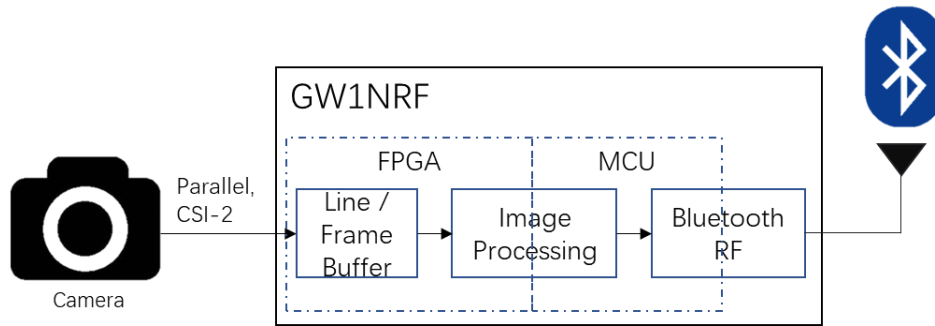 GW1NRF
FPGA
MCU
Parallel,
CSI-2
Line /
Frame
Buffer
Image
Processing
Bluetooth
RF
Camera